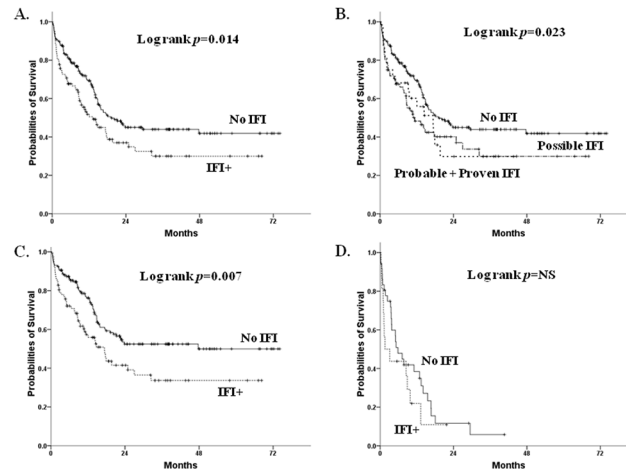 A.
Logrank p=0.014
Probabilities of Survival
1.0
0.8
0.6
0.4
0.2
0.0
No IFI
IFI+
0
24
48
72
Months
B.
Logrank p=0.023
Probabilities of Survival
1.0
0.8
0.6
0.4
0.2
0.0
No IFI
Possible IFI
Probable + Proven IFI
0
24
48
72
Months
C.
Logrank p=0.007
Probabilities of Survival
1.0
0.8
0.6
0.4
0.2
0.0
No IFI
IFI+
0
24
48
72
Months
D.
Logrank p=NS
Probabilities of Survival
1.0
0.8
0.6
0.4
0.2
0.0
No IFI
IFI+
0
24
48
72
Months